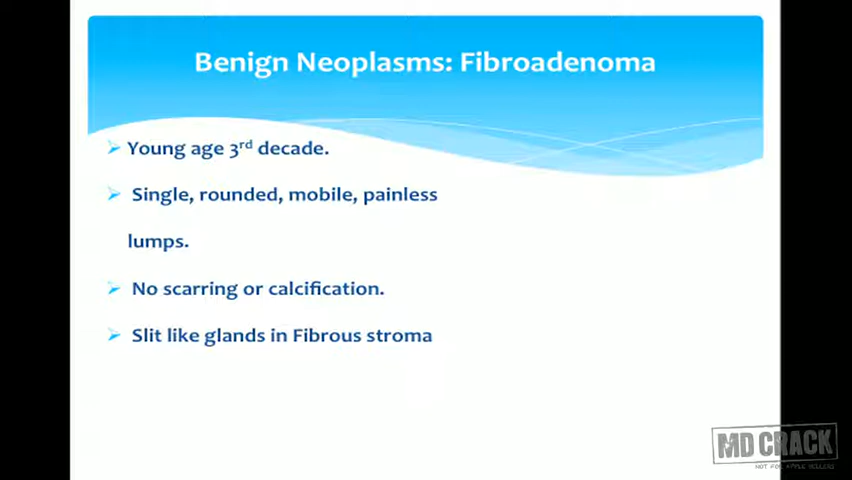 Benign Neoplasms: Fibroadenoma
➢ Young age 3rd decade.
➢ Single, rounded, mobile, painless
lumps.
➢ No scarring or calcification.
➢ Slit like glands in Fibrous stroma
MD CRACK